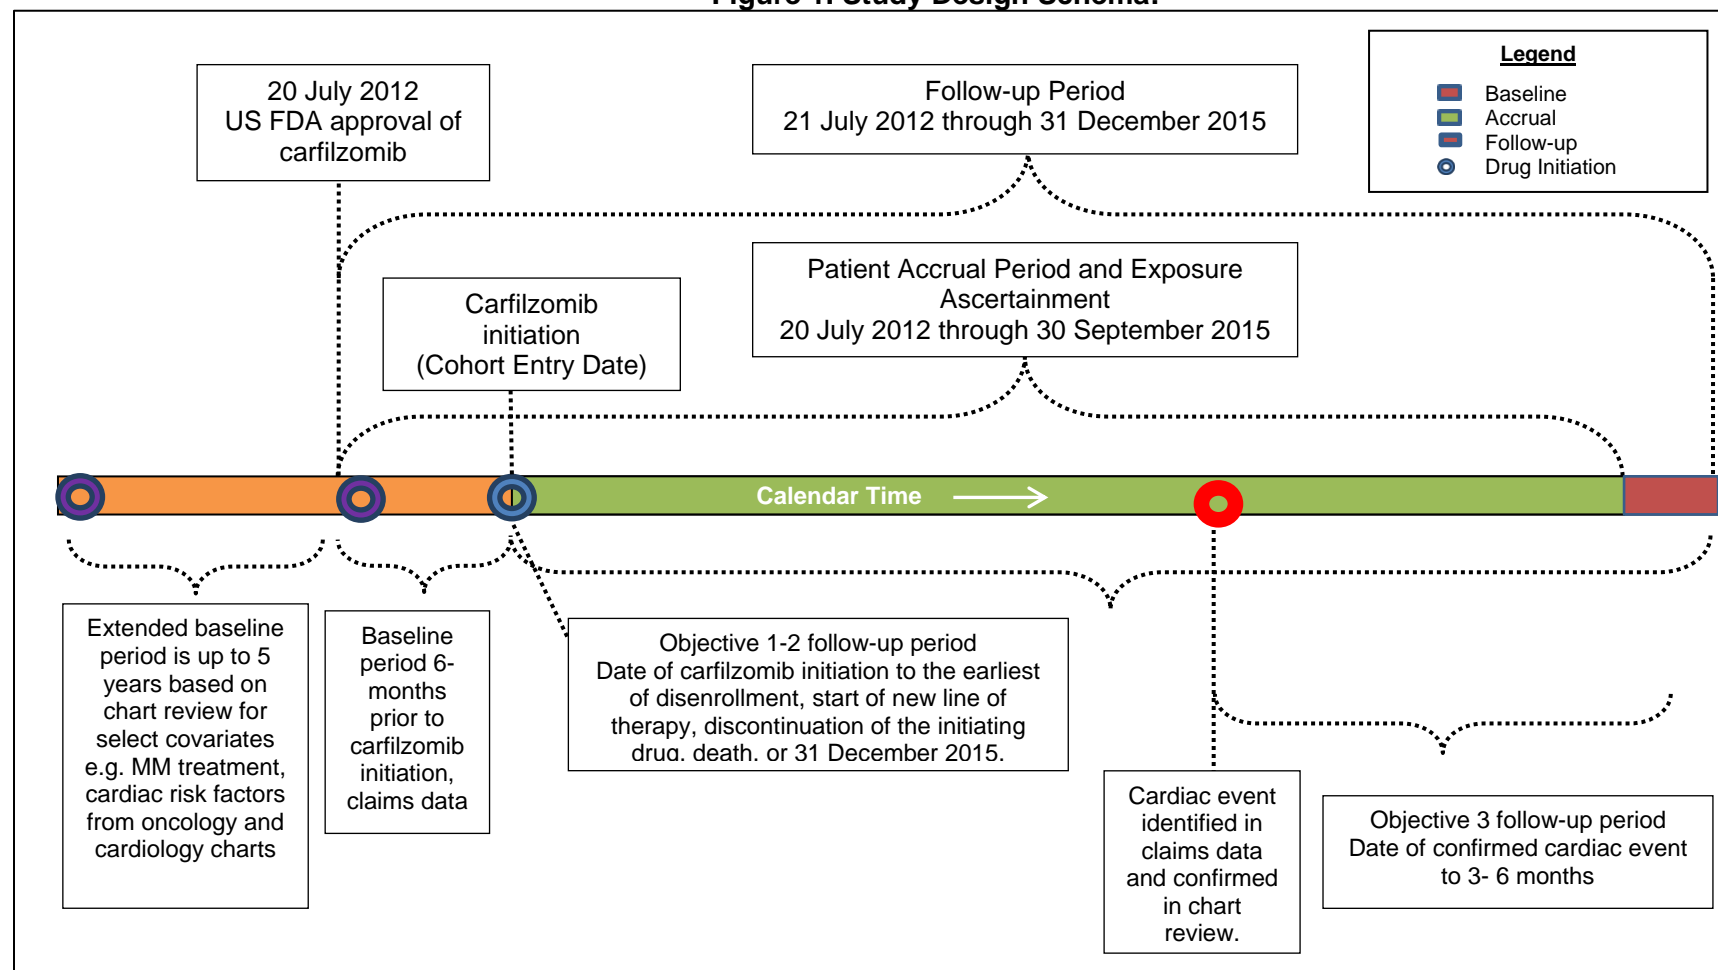 Figure 1. Study Design Schema.
20 July 2012
US FDA approval of
carfilzomib
Follow-up Period
21 July 2012 through 31 December 2015
Legend
Baseline
Accrual
Follow-up
Drug Initiation
Carfilzomib
initiation
(Cohort Entry Date)
Patient Accrual Period and Exposure
Ascertainment
20 July 2012 through 30 September 2015
Calendar Time
Extended baseline
period is up to 5
years based on
chart review for
select covariates
e.g. MM treatment,
cardiac risk factors
from oncology and
cardiology charts
Baseline
period 6-
months
prior to
carfilzomib
initiation,
claims data
Objective 1-2 follow-up period
Date of carfilzomib initiation to the earliest
of disenrollment, start of new line of
therapy, discontinuation of the initiating
drug, death, or 31 December 2015.
Cardiac event
identified in
claims data
and confirmed
in chart
review.
Objective 3 follow-up period
Date of confirmed cardiac event
to 3- 6 months